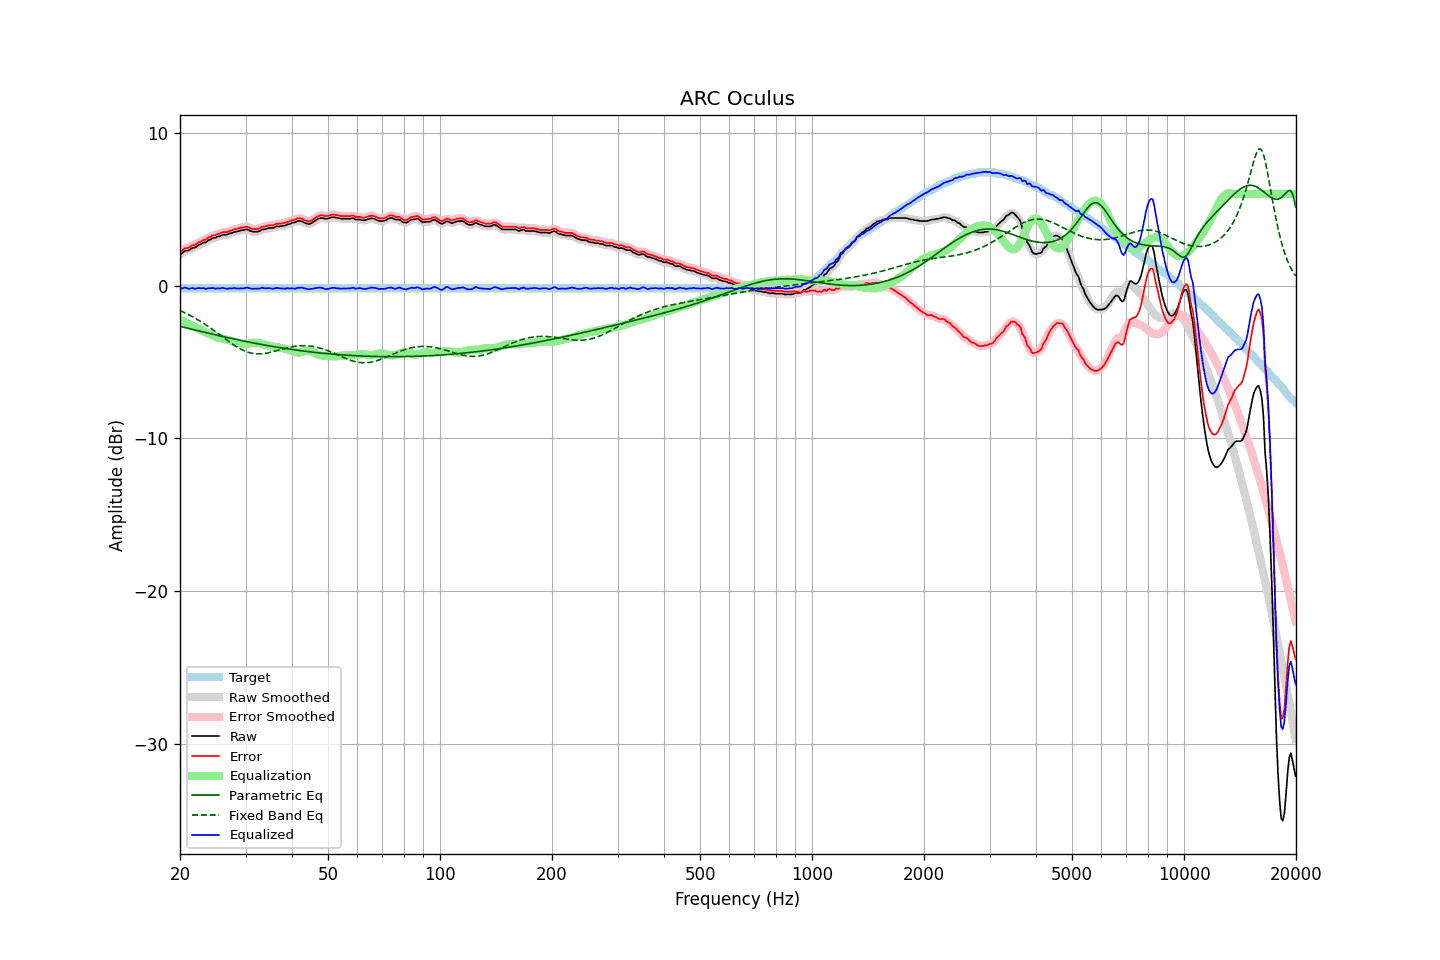 ARC Oculus
10
0
−10
−20
−30
Amplitude (dBr)
Target
Raw Smoothed
Error Smoothed
Raw
Error
Equalization
Parametric Eq
Fixed Band Eq
Equalized
20 50 100 200 500 1000 2000 5000 10000 20000
Frequency (Hz)